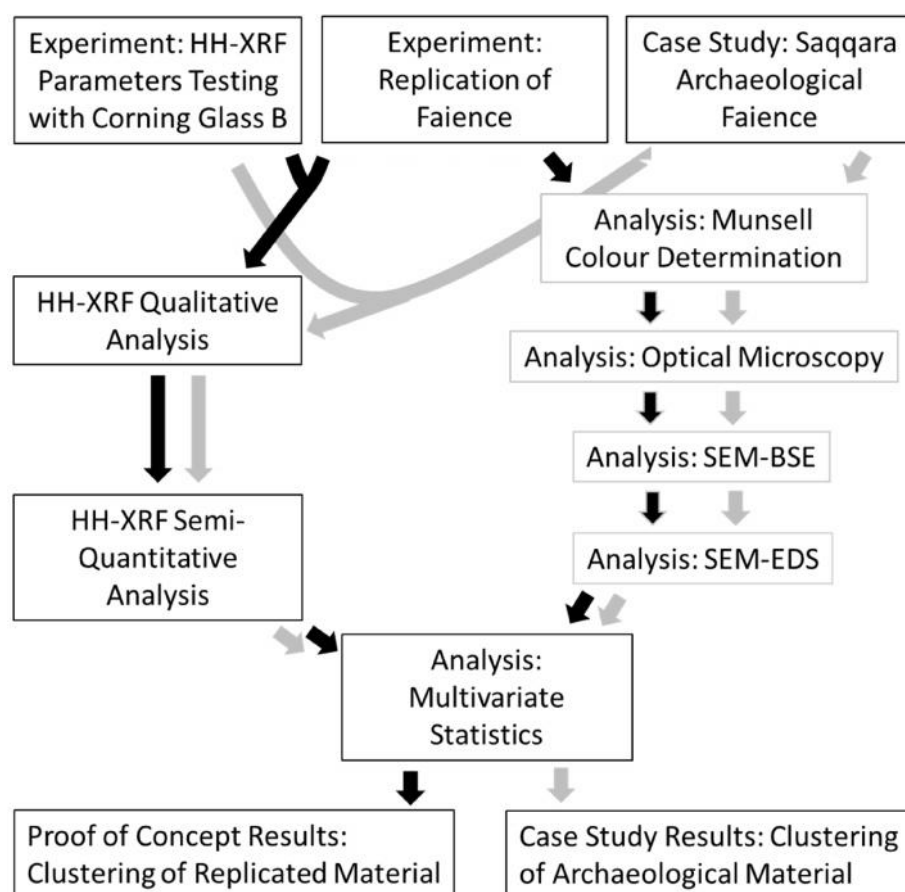 Experiment: HH-XRF
Parameters Testing
with Corning Glass B
Experiment:
Replication of
Faience
Case Study: Saqqara
Archaeological
Faience
Analysis: Munsell
Colour Determination
HH-XRF Qualitative
Analysis
Analysis: Optical Microscopy
Analysis: SEM-BSE
HH-XRF Semi-
Quantitative
Analysis
Analysis: SEM-EDS
Analysis:
Multivariate
Statistics
Proof of Concept Results:
Clustering of Replicated Material
Case Study Results: Clustering
of Archaeological Material